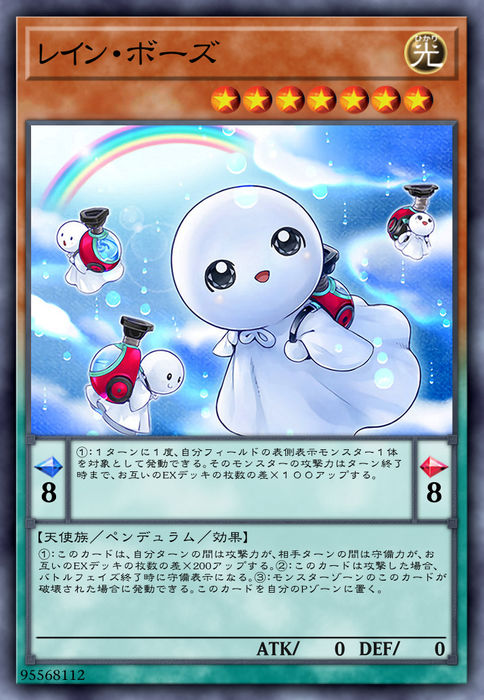 レイン・ボーズ
ひかり
光
①:1ターンに1度、自分フィールドの表側表示モンスター1体
を対象として発動できる。そのモンスターの攻撃力はターン終了
時まで、お互いのEXデッキの枚数の差×100アップする。
8
8
【天使族/ペンデュラム/効果】
①:このカードは、自分ターンの間は攻撃力が、相手ターンの間は守備力が、お
互いのEXデッキの枚数の差×200アップする。②:このカードは攻撃した場合、
バトルフェイズ終了時に守備表示になる。③:モンスターゾーンのこのカードが
破壊された場合に発動できる。このカードを自分のPゾーンに置く。
ATK/ 0 DEF/ 0
95568112